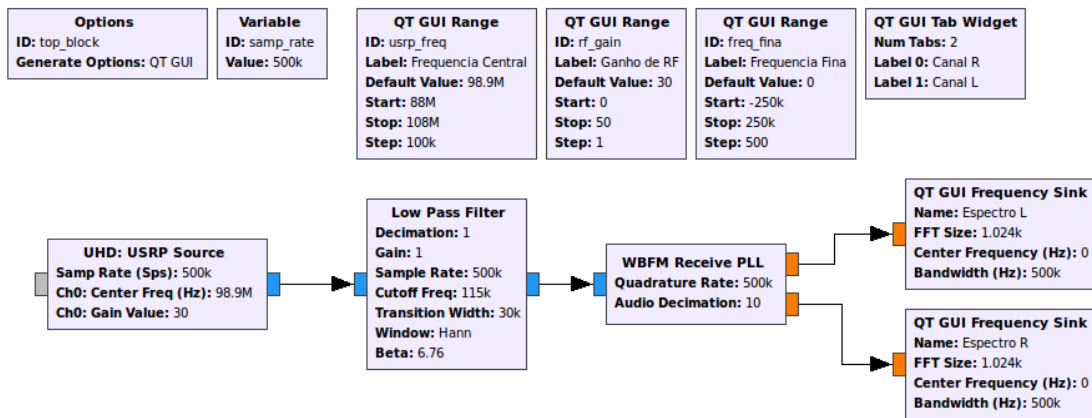 Options
ID: top_block
Generate Options: QT GUI
Variable
ID: samp_rate
Value: 500k
QT GUI Range
ID: usrp_freq
Label: Frequencia Central
Default Value: 98.9M
Start: 88M
Stop: 108M
Step: 100k
QT GUI Range
ID: rf_gain
Label: Ganho de RF
Default Value: 30
Start: 0
Stop: 50
Step: 1
QT GUI Range
ID: freq_fina
Label: Frequencia Fina
Default Value: 0
Start: -250k
Stop: 250k
Step: 500
QT GUI Tab Widget
Num Tabs: 2
Label 0: Canal R
Label 1: Canal L
UHD: USRP Source
Samp Rate (Sps): 500k
Ch0: Center Freq (Hz): 98.9M
Ch0: Gain Value: 30
Low Pass Filter
Decimation: 1
Gain: 1
Sample Rate: 500k
Cutoff Freq: 115k
Transition Width: 30k
Window: Hann
Beta: 6.76
WBFM Receive PLL
Quadrature Rate: 500k
Audio Decimation: 10
QT GUI Frequency Sink
Name: Espectro L
FFT Size: 1.024k
Center Frequency (Hz): 0
Bandwidth (Hz): 500k
QT GUI Frequency Sink
Name: Espectro R
FFT Size: 1.024k
Center Frequency (Hz): 0
Bandwidth (Hz): 500k